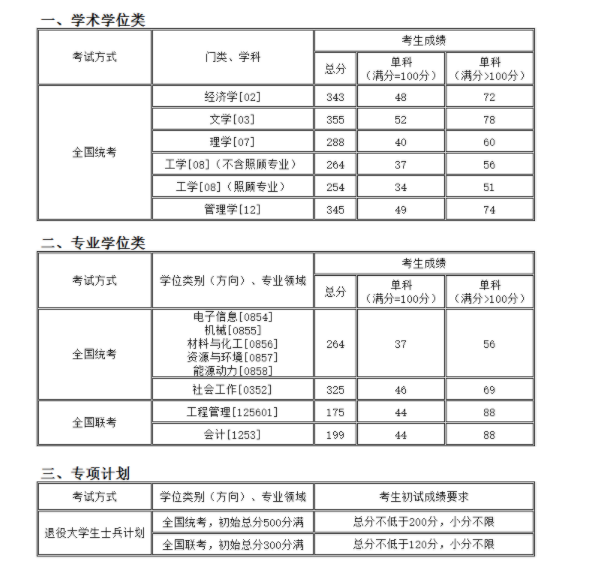 一、学术学位类
考试方式 门类、学科 考生成绩
总分 单科（满分=100分） 单科（满分>100分）
全国统考 经济学[02] 343 48 72
文学[03] 355 52 78
理学[07] 288 40 60
工学[08]（不含照顾专业） 264 37 56
工学[08]（照顾专业） 254 34 51
管理学[12] 345 49 74
二、专业学位类
考试方式 学位类别（方向）、专业领域 考生成绩
总分 单科（满分=100分） 单科（满分>100分）
全国统考 电子信息[0854]
机械[0855]
材料与化工[0856] 264 37 56
资源与环境[0857]
能源动力[0858]
社会工作[0352] 325 46 69
全国联考 工程管理[125601] 175 44 88
会计[1253] 199 44 88
三、专项计划
考试方式 学位类别（方向）、专业领域 考生初试成绩要求
退役大学生士兵计划 全国统考，初始总分500分满 总分不低于200分，小分不限
全国联考，初始总分300分满 总分不低于120分，小分不限